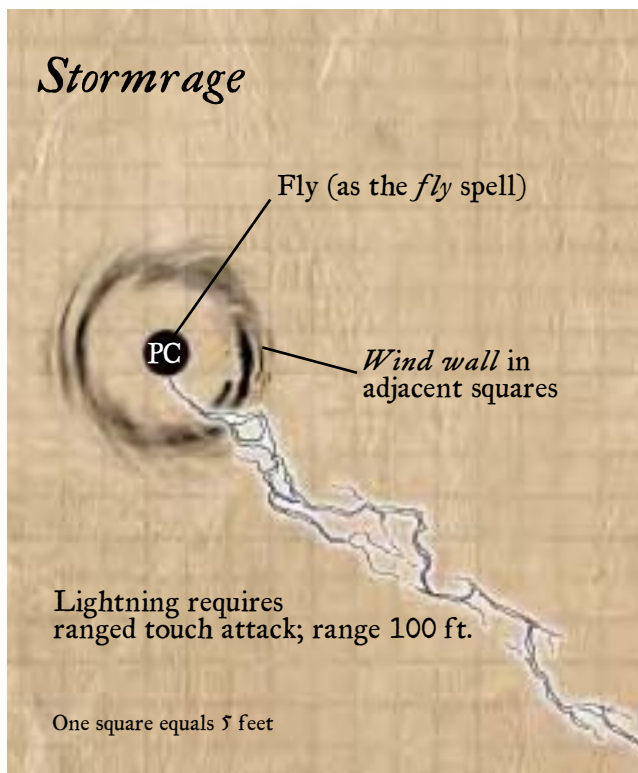 Stormrage
Fly (as the fly spell)
PC
Wind wall in
adjacent squares
Lightning requires
ranged touch attack; range 100 ft.
One square equals 5 feet